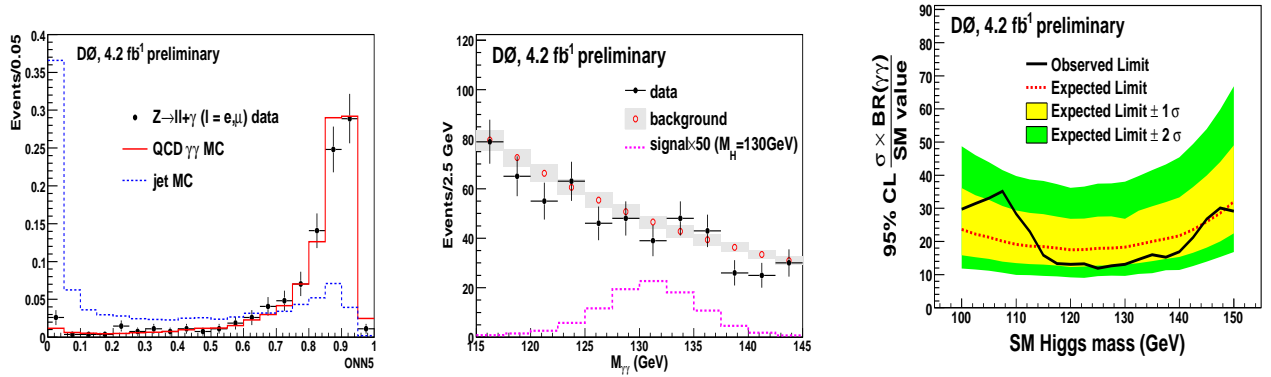 Events/0.05
0.4
0.35
0.3
0.25
0.2
0.15
0.1
0.05
0
DØ, 4.2 fb-1 preliminary
Z→ll+γ (l = e,μ) data
QCD γγ MC
jet MC
0 0.1 0.2 0.3 0.4 0.5 0.6 0.7 0.8 0.9 1
ONN5
Events/2.5 GeV
120
100
80
60
40
20
0
DØ, 4.2 fb-1 preliminary
data
background
signal×50 (M_H=130GeV)
115 120 125 130 135 140 145
M_γγ (GeV)
95% CL σ × BR(γγ)
SM value
90
80
70
60
50
40
30
20
10
0
DØ, 4.2 fb-1 preliminary
Observed Limit
Expected Limit
Expected Limit ± 1 σ
Expected Limit ± 2 σ
100 110 120 130 140 150
SM Higgs mass (GeV)